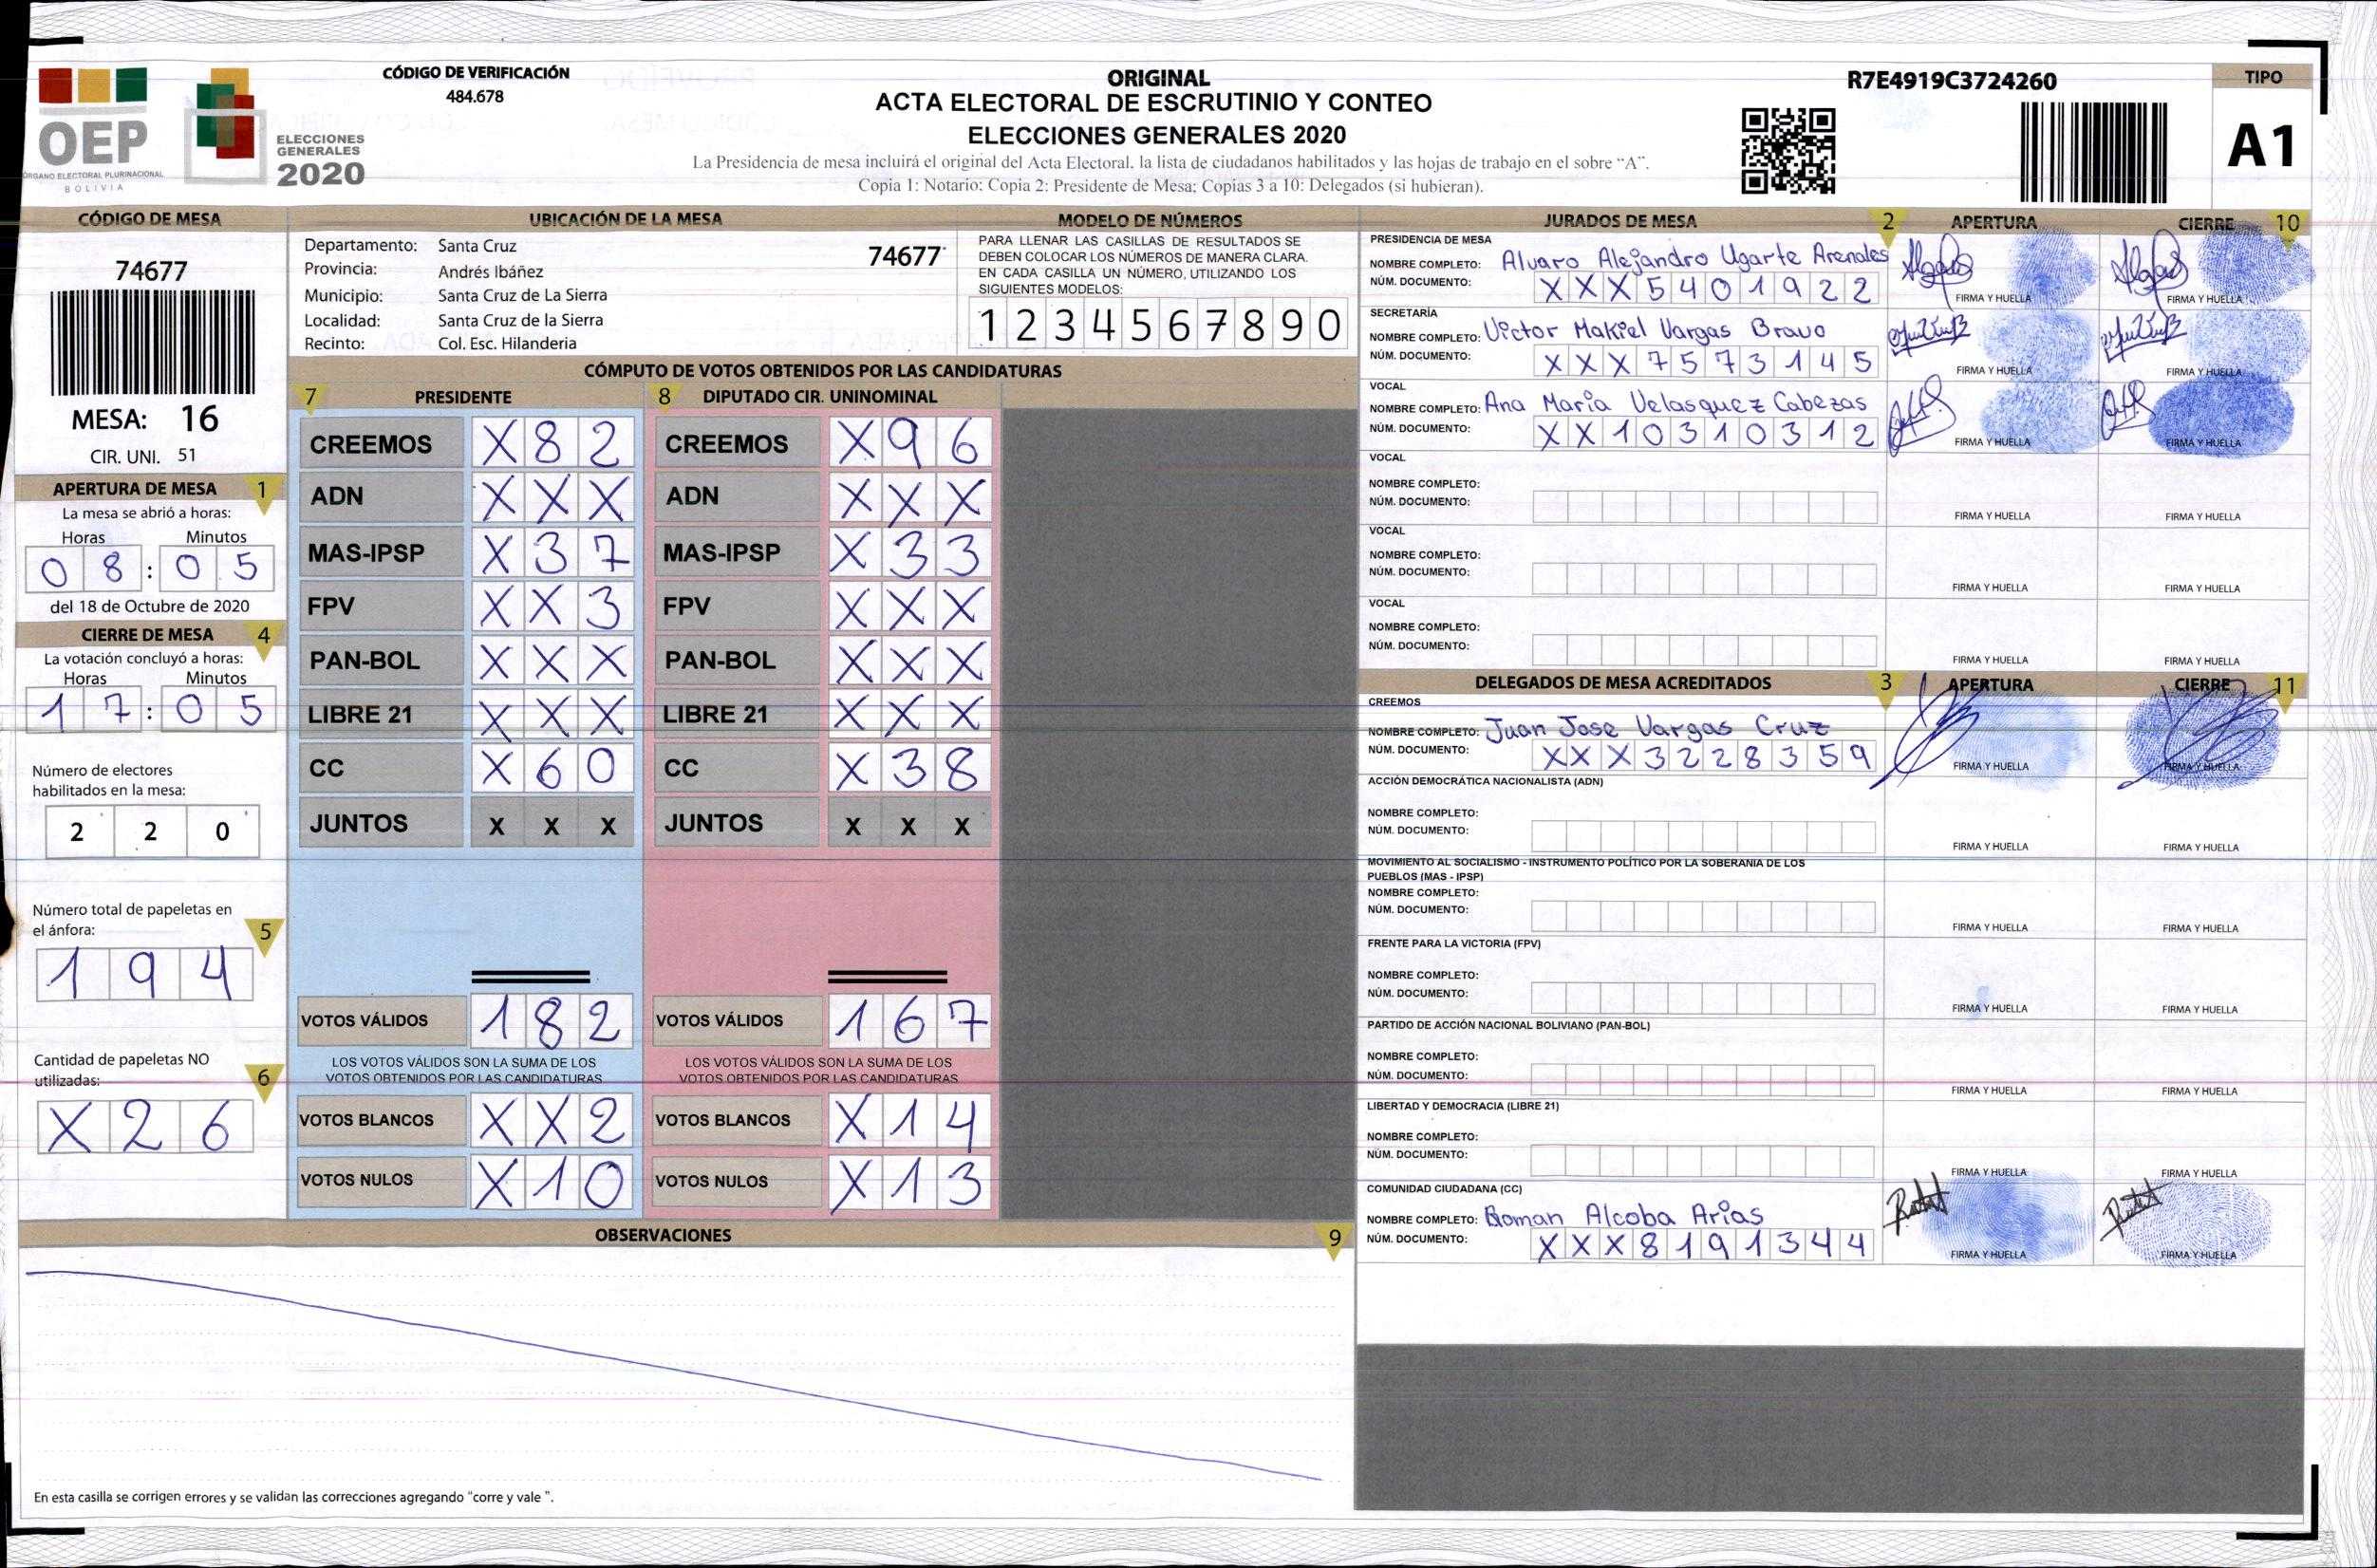 CÓDIGO DE VERIFICACIÓN
484.678
ORIGINAL
ACTA ELECTORAL DE ESCRUTINIO Y CONTEO
ELECCIONES GENERALES 2020
La Presidencia de mesa incluirá el original del Acta Electoral. la lista de ciudadanos habilitados y las hojas de trabajo en el sobre "A".
Copia 1: Notario; Copia 2: Presidente de Mesa; Copias 3 a 10: Delegados (si hubieran).
R7E4919C3724260
TIPO
A1
OEP
ÓRGANO ELECTORAL PLURINACIONAL
BOLIVIA
ELECCIONES
GENERALES
2020
CÓDIGO DE MESA
74677
MESA: 16
CIR. UNI. 51
APERTURA DE MESA 1
La mesa se abrió a horas:
Horas Minutos
08:05
del 18 de Octubre de 2020
CIERRE DE MESA 4
La votación concluyó a horas:
Horas Minutos
17:05
Número de electores
habilitados en la mesa:
2 2 0
Número total de papeletas en
el ánfora: 5
1 9 4
Cantidad de papeletas NO
utilizadas: 6
X 2 6
UBICACIÓN DE LA MESA
Departamento: Santa Cruz 74677
Provincia: Andrés Ibáñez
Municipio: Santa Cruz de La Sierra
Localidad: Santa Cruz de la Sierra
Recinto: Col. Esc. Hilanderia
MODELO DE NÚMEROS
PARA LLENAR LAS CASILLAS DE RESULTADOS SE
DEBEN COLOCAR LOS NÚMEROS DE MANERA CLARA.
EN CADA CASILLA UN NÚMERO, UTILIZANDO LOS
SIGUIENTES MODELOS:
1 2 3 4 5 6 7 8 9 0
CÓMPUTO DE VOTOS OBTENIDOS POR LAS CANDIDATURAS
7 PRESIDENTE 8 DIPUTADO CIR. UNINOMINAL
CREEMOS X 8 2 CREEMOS X 9 6
ADN X X X ADN X X X
MAS-IPSP X 3 7 MAS-IPSP X 3 3
FPV X X 3 FPV X X X
PAN-BOL X X X PAN-BOL X X X
LIBRE 21 X X X LIBRE 21 X X X
CC X 6 0 CC X 3 8
JUNTOS X X X JUNTOS X X X
VOTOS VÁLIDOS 1 8 2 VOTOS VÁLIDOS 1 6 7
LOS VOTOS VÁLIDOS SON LA SUMA DE LOS LOS VOTOS VÁLIDOS SON LA SUMA DE LOS
VOTOS OBTENIDOS POR LAS CANDIDATURAS VOTOS OBTENIDOS POR LAS CANDIDATURAS
VOTOS BLANCOS X X 2 VOTOS BLANCOS X 1 4
VOTOS NULOS X 1 0 VOTOS NULOS X 1 3
OBSERVACIONES 9
En esta casilla se corrigen errores y se validan las correcciones agregando "corre y vale ".
JURADOS DE MESA 2 APERTURA CIERRE 10
PRESIDENCIA DE MESA
NOMBRE COMPLETO: Alvaro Alejandro Ugarte Arenales
NÚM. DOCUMENTO: X X X 5 4 0 1 9 2 2 FIRMA Y HUELLA FIRMA Y HUELLA
SECRETARÍA
NOMBRE COMPLETO: Victor Makiel Vargas Bravo
NÚM. DOCUMENTO: X X X 7 5 7 3 1 4 5 FIRMA Y HUELLA FIRMA Y HUELLA
VOCAL
NOMBRE COMPLETO: Ana Maria Velasquez Cabezas
NÚM. DOCUMENTO: X X 1 0 3 1 0 3 1 2 FIRMA Y HUELLA FIRMA Y HUELLA
VOCAL
NOMBRE COMPLETO:
NÚM. DOCUMENTO: FIRMA Y HUELLA FIRMA Y HUELLA
VOCAL
NOMBRE COMPLETO:
NÚM. DOCUMENTO: FIRMA Y HUELLA FIRMA Y HUELLA
VOCAL
NOMBRE COMPLETO:
NÚM. DOCUMENTO: FIRMA Y HUELLA FIRMA Y HUELLA
DELEGADOS DE MESA ACREDITADOS 3 APERTURA CIERRE 11
CREEMOS
NOMBRE COMPLETO: Juan Jose Vargas Cruz
NÚM. DOCUMENTO: X X X 3 2 2 8 3 5 9 FIRMA Y HUELLA FIRMA Y HUELLA
ACCIÓN DEMOCRÁTICA NACIONALISTA (ADN)
NOMBRE COMPLETO:
NÚM. DOCUMENTO: FIRMA Y HUELLA FIRMA Y HUELLA
MOVIMIENTO AL SOCIALISMO - INSTRUMENTO POLÍTICO POR LA SOBERANIA DE LOS
PUEBLOS (MAS - IPSP)
NOMBRE COMPLETO:
NÚM. DOCUMENTO: FIRMA Y HUELLA FIRMA Y HUELLA
FRENTE PARA LA VICTORIA (FPV)
NOMBRE COMPLETO:
NÚM. DOCUMENTO: FIRMA Y HUELLA FIRMA Y HUELLA
PARTIDO DE ACCIÓN NACIONAL BOLIVIANO (PAN-BOL)
NOMBRE COMPLETO:
NÚM. DOCUMENTO: FIRMA Y HUELLA FIRMA Y HUELLA
LIBERTAD Y DEMOCRACIA (LIBRE 21)
NOMBRE COMPLETO:
NÚM. DOCUMENTO: FIRMA Y HUELLA FIRMA Y HUELLA
COMUNIDAD CIUDADANA (CC)
NOMBRE COMPLETO: Roman Alcoba Arias
NÚM. DOCUMENTO: X X X 8 1 9 1 3 4 4 FIRMA Y HUELLA FIRMA Y HUELLA